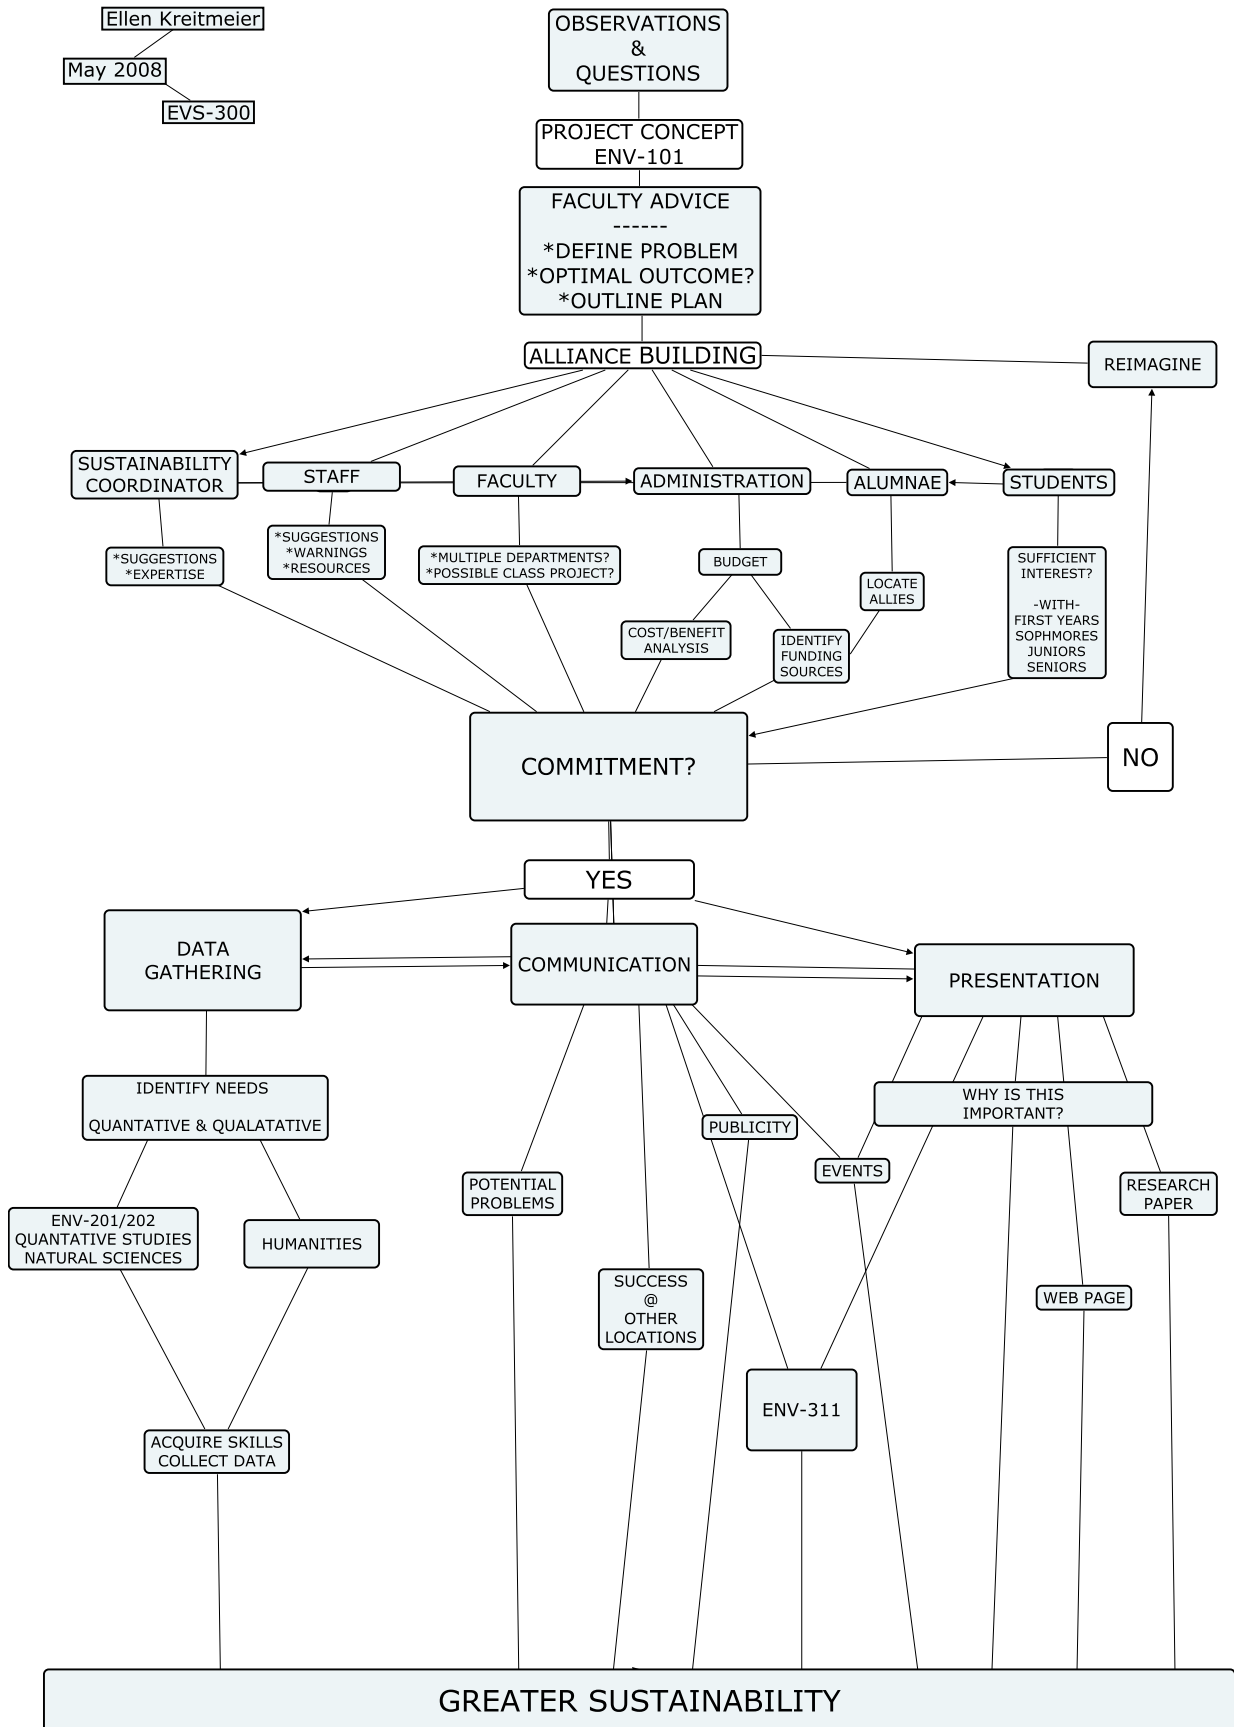 Ellen Kreitmeier
May 2008
EVS-300
OBSERVATIONS
&
QUESTIONS
PROJECT CONCEPT
ENV-101
FACULTY ADVICE
------
*DEFINE PROBLEM
*OPTIMAL OUTCOME?
*OUTLINE PLAN
ALLIANCE BUILDING
REIMAGINE
SUSTAINABILITY
COORDINATOR
STAFF
FACULTY
ADMINISTRATION
ALUMNAE
STUDENTS
*SUGGESTIONS
*EXPERTISE
*SUGGESTIONS
*WARNINGS
*RESOURCES
*MULTIPLE DEPARTMENTS?
*POSSIBLE CLASS PROJECT?
BUDGET
LOCATE
ALLIES
SUFFICIENT
INTEREST?
-WITH-
FIRST YEARS
SOPHMORES
JUNIORS
SENIORS
COST/BENEFIT
ANALYSIS
IDENTIFY
FUNDING
SOURCES
COMMITMENT?
NO
YES
DATA
GATHERING
COMMUNICATION
PRESENTATION
IDENTIFY NEEDS
QUANTATIVE & QUALATATIVE
WHY IS THIS
IMPORTANT?
PUBLICITY
EVENTS
POTENTIAL
PROBLEMS
RESEARCH
PAPER
ENV-201/202
QUANTATIVE STUDIES
NATURAL SCIENCES
HUMANITIES
SUCCESS
@
OTHER
LOCATIONS
WEB PAGE
ENV-311
ACQUIRE SKILLS
COLLECT DATA
GREATER SUSTAINABILITY